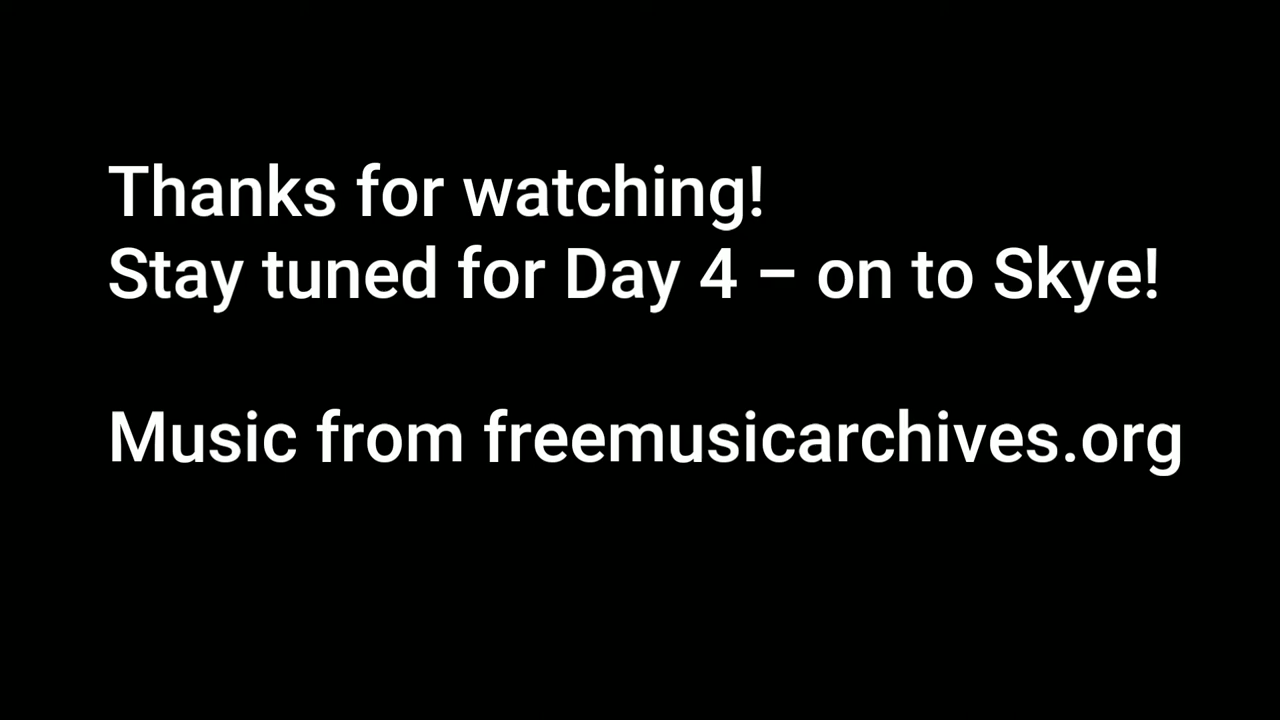 Thanks for watching!
Stay tuned for Day 4 – on to Skye!
Music from freemusicarchives.org